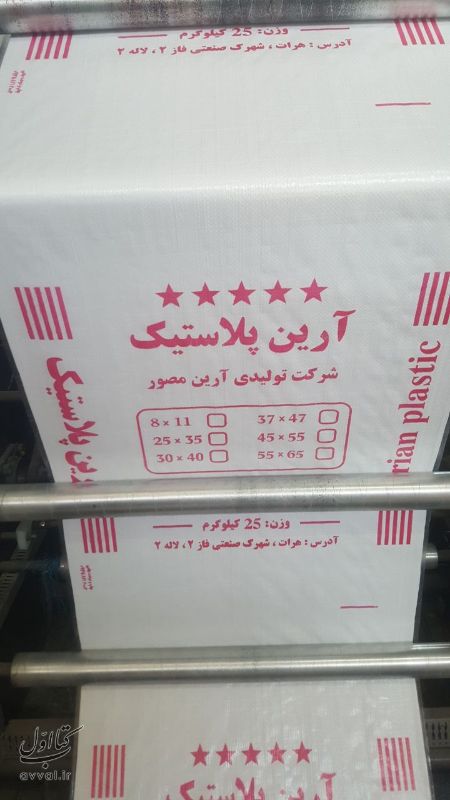 وزن: 25 کیلوگرم
آدرس : هرات ، شهرک صنعتی فاز ۲ ، لاله ۲
آرین پلاستیک
شرکت تولیدی آرین مصور
8 × 11
37 × 47
25 × 35
45 × 55
30 × 40
55 × 65
rian plastic
پلاستیک
وزن: 25 کیلوگرم
آدرس : هرات ، شهرک صنعتی فاز ۲ ، لاله ۲
آرین پلاستیک
کتاب اول
avval.ir